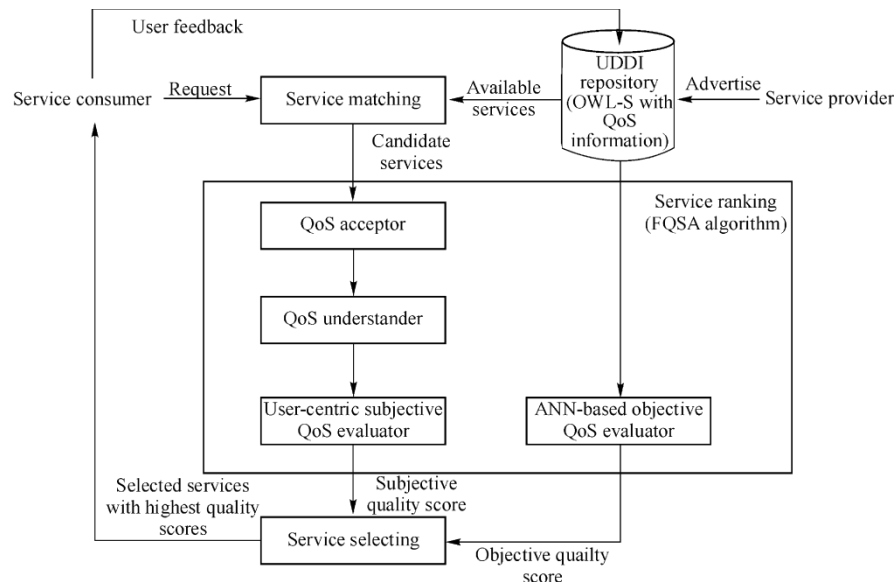 User feedback
UDDI
repository
(OWL-S with
QoS
information)
Advertise
Service provider
Available
services
Service matching
Request
Service consumer
Candidate
services
Service ranking
(FQSA algorithm)
QoS acceptor
QoS understander
User-centric subjective
QoS evaluator
ANN-based objective
QoS evaluator
Selected services
with highest quality
scores
Subjective
quality score
Service selecting
Objective quailty
score